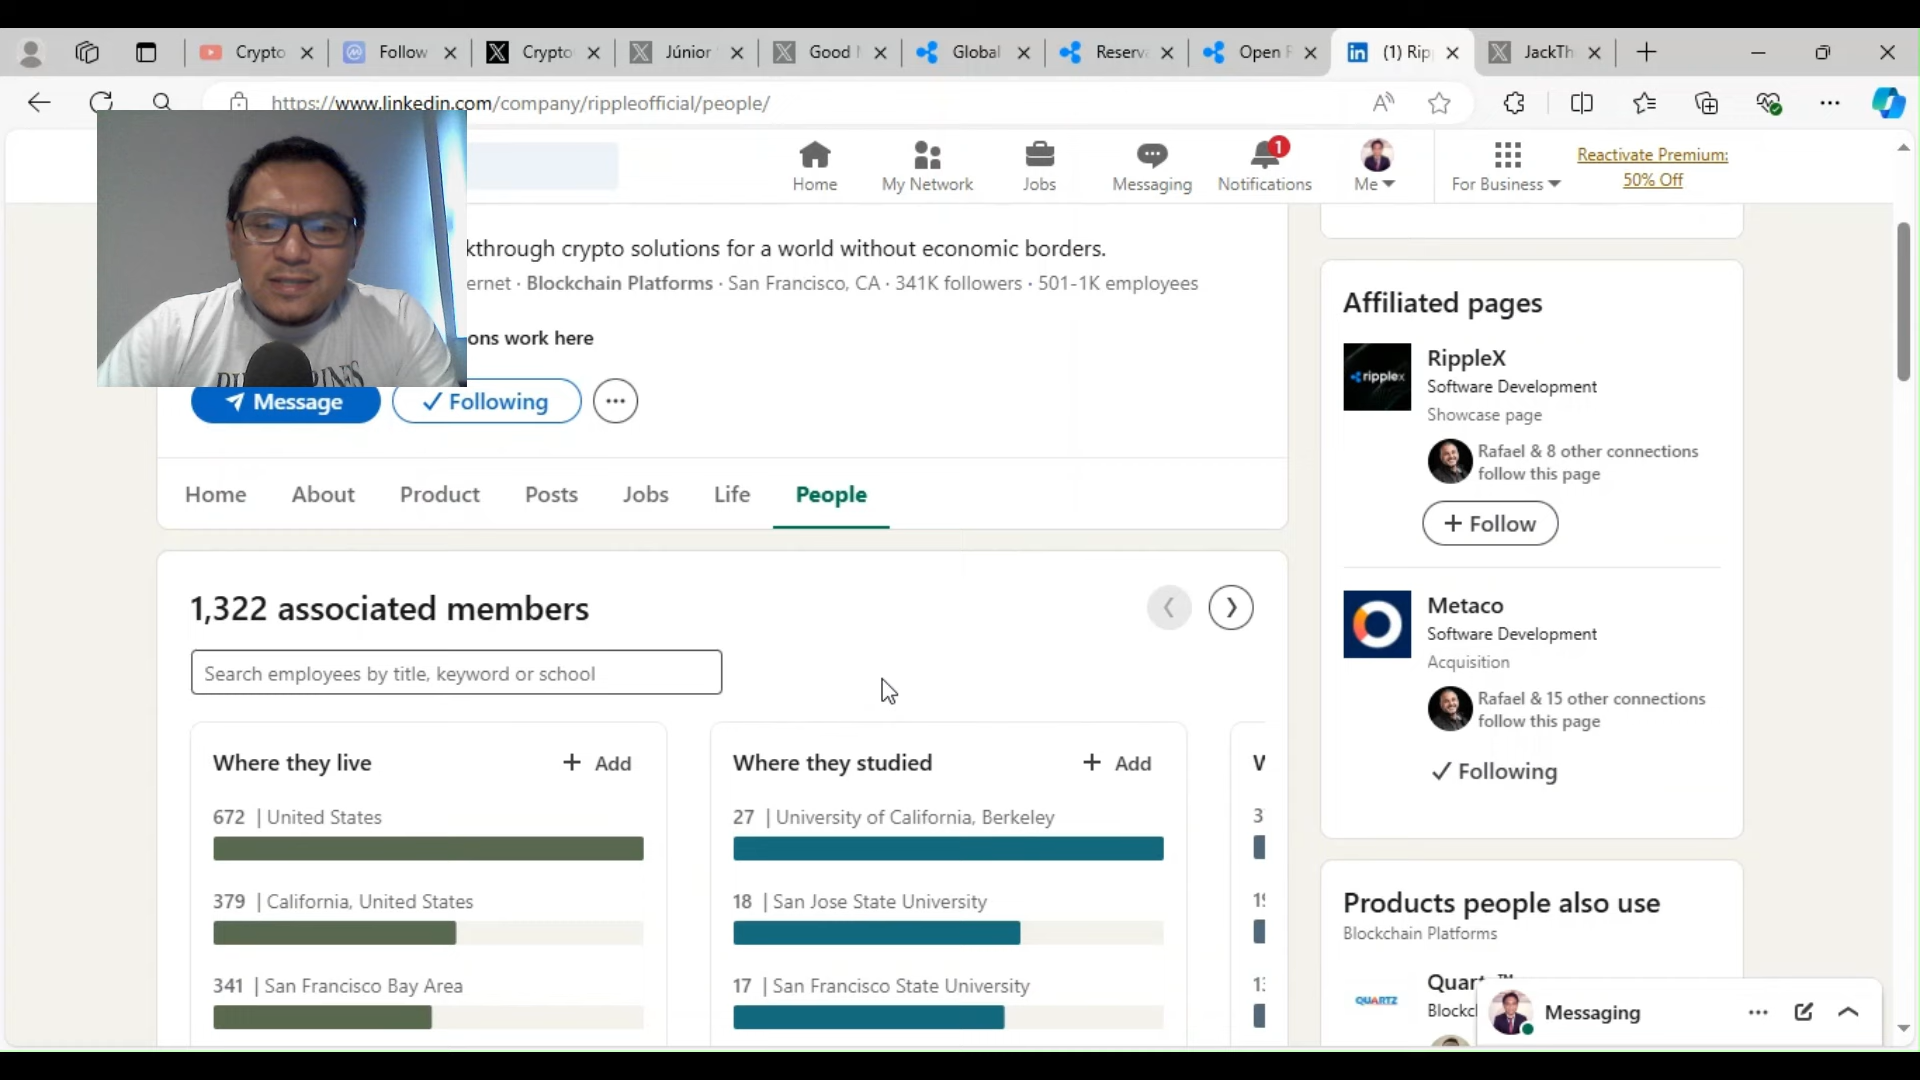 Crypto
Follow
Crypto
Júnior
Good
Global
Reserv
Open
(1) Rip
JackTh
https://www.linkedin.com/company/rippleofficial/people/
Home
My Network
Jobs
Messaging
1
Notifications
Me
For Business
Reactivate Premium:
50% Off
kthrough crypto solutions for a world without economic borders.
ernet · Blockchain Platforms · San Francisco, CA · 341K followers · 501-1K employees
ons work here
Message
Following
Home
About
Product
Posts
Jobs
Life
People
1,322 associated members
Search employees by title, keyword or school
Where they live
+ Add
672 | United States
379 | California, United States
341 | San Francisco Bay Area
Where they studied
+ Add
27 | University of California, Berkeley
18 | San Jose State University
17 | San Francisco State University
Affiliated pages
ripplex
RippleX
Software Development
Showcase page
Rafael & 8 other connections
follow this page
+ Follow
Metaco
Software Development
Acquisition
Rafael & 15 other connections
follow this page
Following
Products people also use
Blockchain Platforms
QUARTZ
Quart
Blockc
Messaging